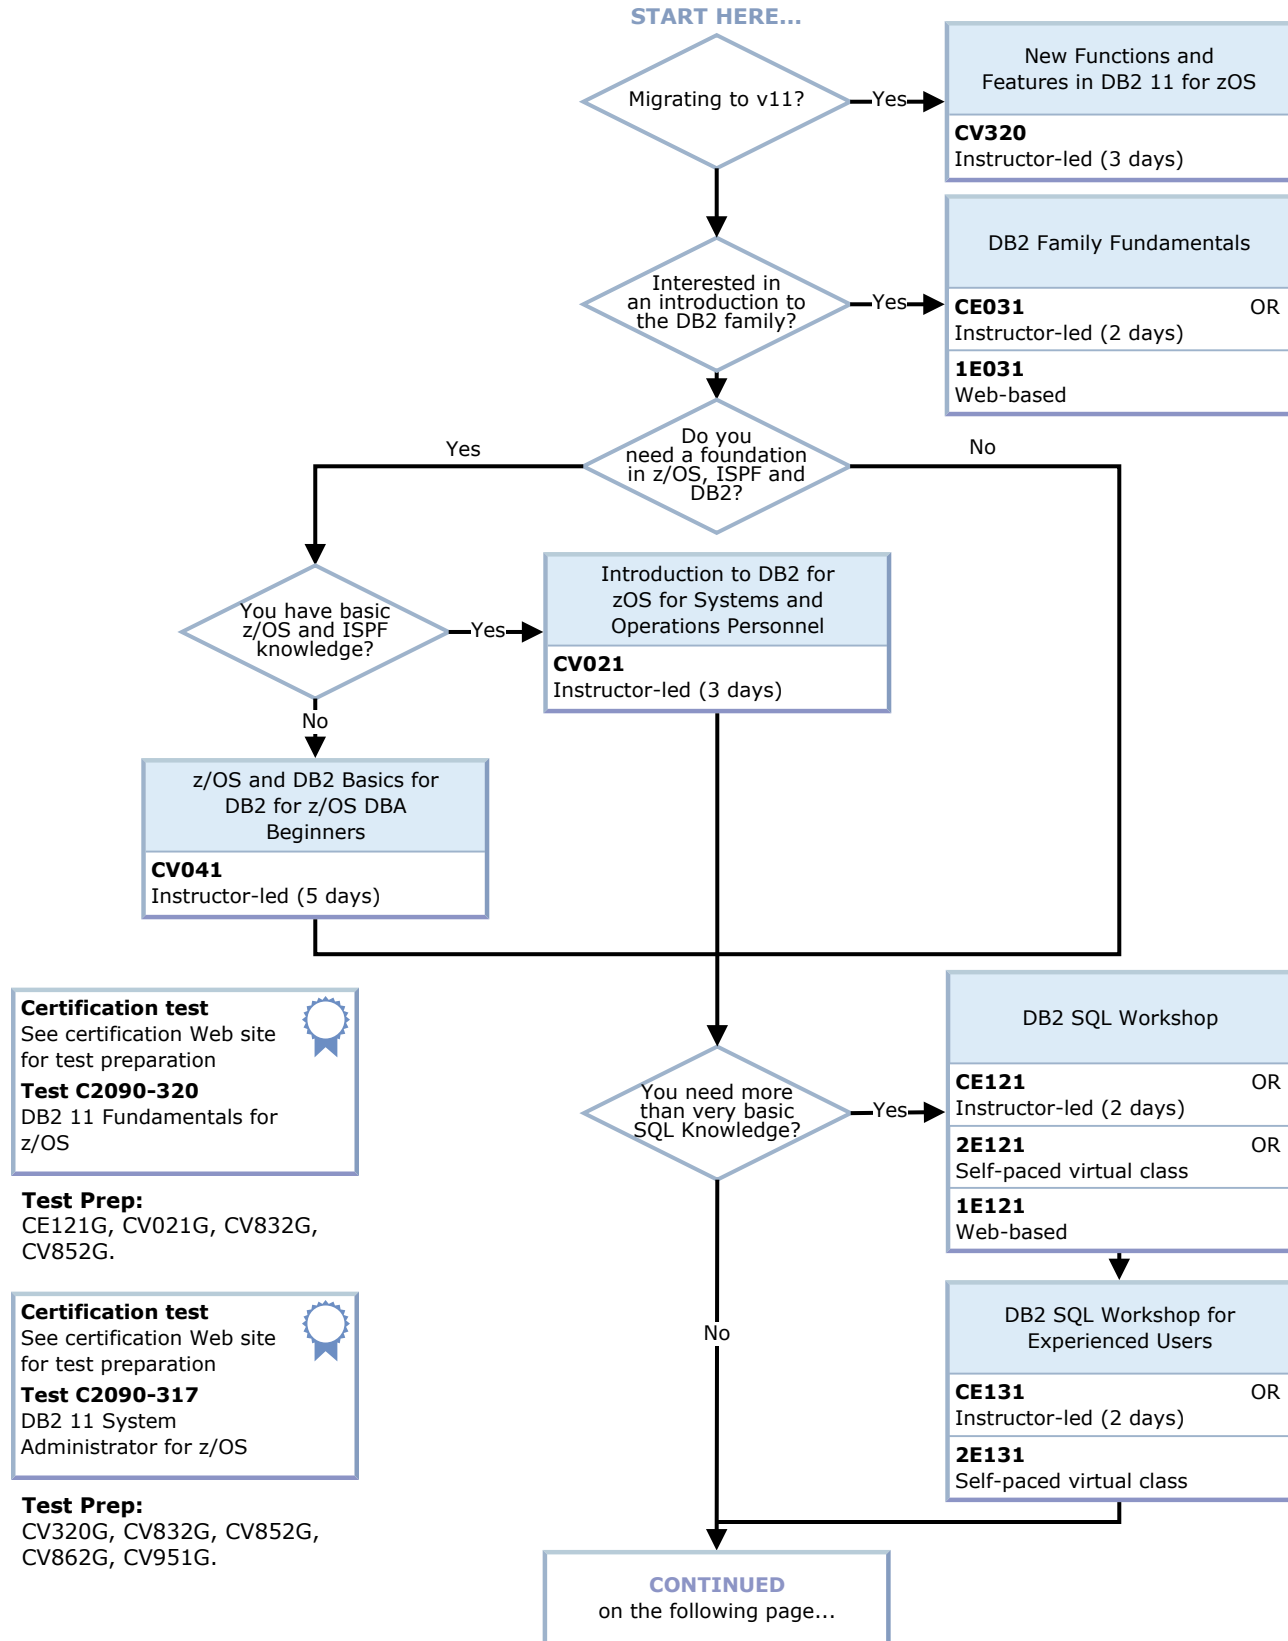 START HERE...
Migrating to v11?
Yes
New Functions and
Features in DB2 11 for zOS
CV320
Instructor-led (3 days)
Interested in
an introduction to
the DB2 family?
Yes
DB2 Family Fundamentals
CE031 OR
Instructor-led (2 days)
1E031
Web-based
Do you
need a foundation
in z/OS, ISPF and
DB2?
Yes
No
You have basic
z/OS and ISPF
knowledge?
Yes
Introduction to DB2 for
zOS for Systems and
Operations Personnel
CV021
Instructor-led (3 days)
No
z/OS and DB2 Basics for
DB2 for z/OS DBA
Beginners
CV041
Instructor-led (5 days)
Certification test
See certification Web site
for test preparation
Test C2090-320
DB2 11 Fundamentals for
z/OS
Test Prep:
CE121G, CV021G, CV832G,
CV852G.
You need more
than very basic
SQL Knowledge?
Yes
DB2 SQL Workshop
CE121 OR
Instructor-led (2 days)
2E121 OR
Self-paced virtual class
1E121
Web-based
Certification test
See certification Web site
for test preparation
Test C2090-317
DB2 11 System
Administrator for z/OS
Test Prep:
CV320G, CV832G, CV852G,
CV862G, CV951G.
No
DB2 SQL Workshop for
Experienced Users
CE131 OR
Instructor-led (2 days)
2E131
Self-paced virtual class
CONTINUED
on the following page...